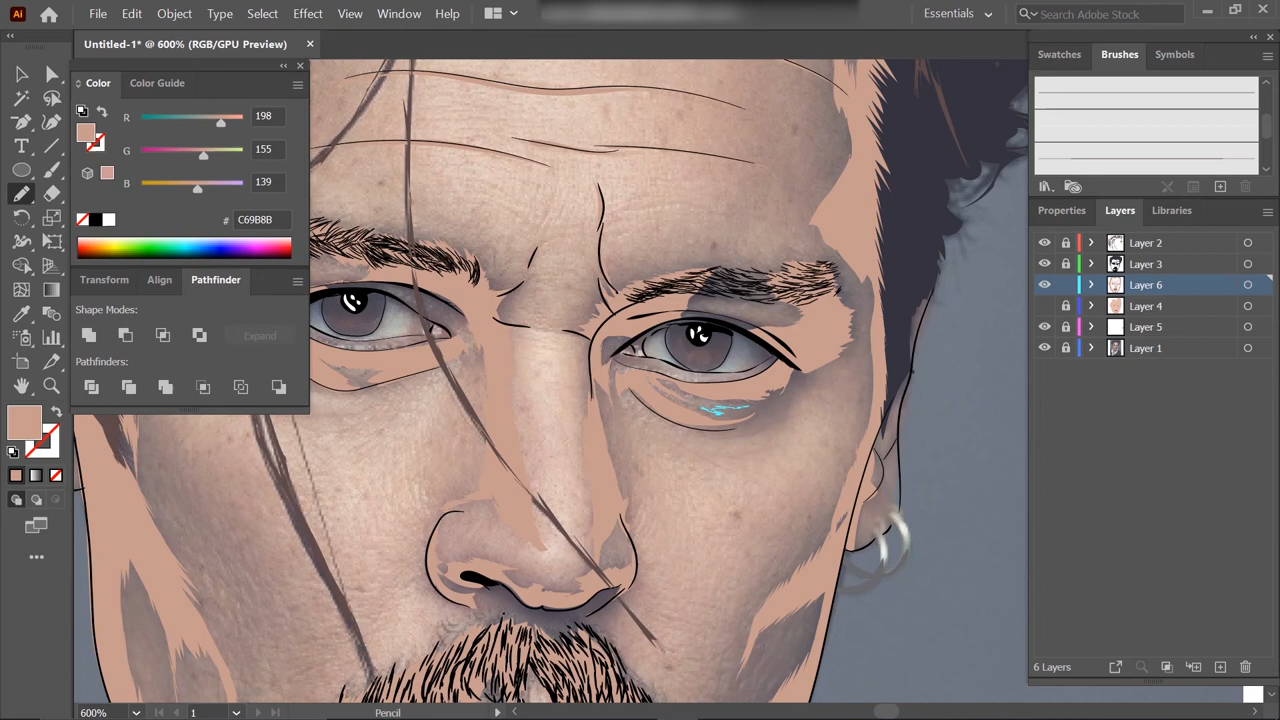 Ai File Edit Object Type Select Effect View Window Help Essentials Search Adobe Stock
Untitled-1* @ 600% (RGB/GPU Preview)
Color Color Guide
R 198
G 155
B 139
# C69B8B
Transform Align Pathfinder
Shape Modes:
Expand
Pathfinders:
Swatches Brushes Symbols
Properties Layers Libraries
Layer 2
Layer 3
Layer 6
Layer 4
Layer 5
Layer 1
6 Layers
600% 1 Pencil